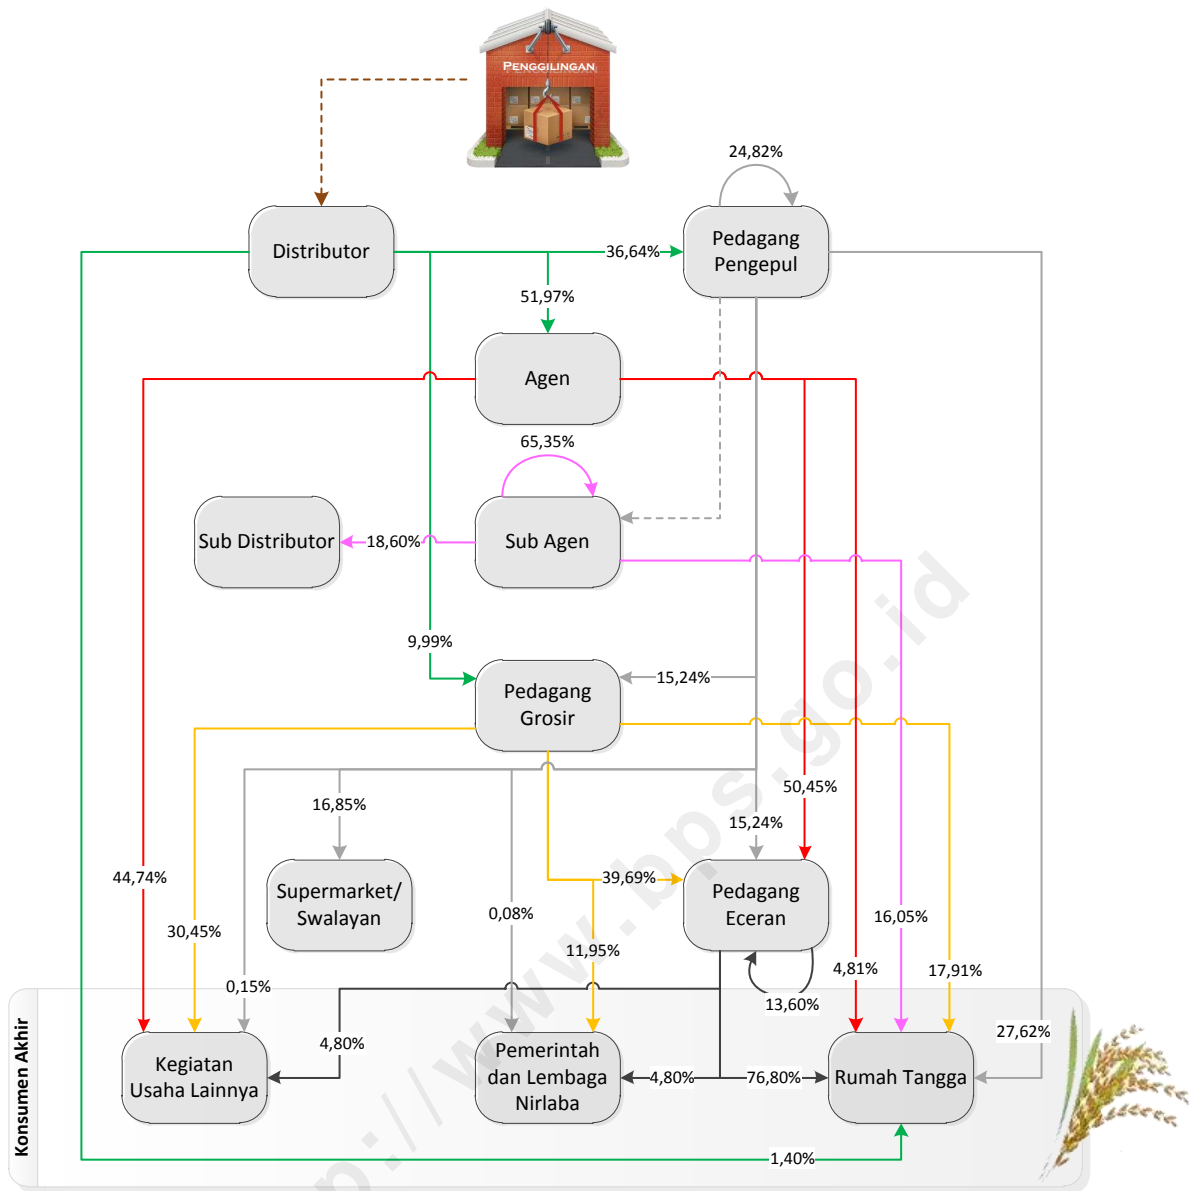 PENGGILINGAN
24,82%
Distributor
Pedagang
Pengepul
36,64%
51,97%
Agen
65,35%
Sub Distributor
18,60%
Sub Agen
9,99%
Pedagang
Grosir
15,24%
16,85%
50,45%
15,24%
44,74%
Supermarket/
Swalayan
39,69%
Pedagang
Eceran
30,45%
0,08%
16,05%
11,95%
4,81%
17,91%
0,15%
13,60%
4,80%
27,62%
Konsumen Akhir
Kegiatan
Usaha Lainnya
Pemerintah
dan Lembaga
Nirlaba
4,80%
76,80%
Rumah Tangga
1,40%
p://www.bps.go.id